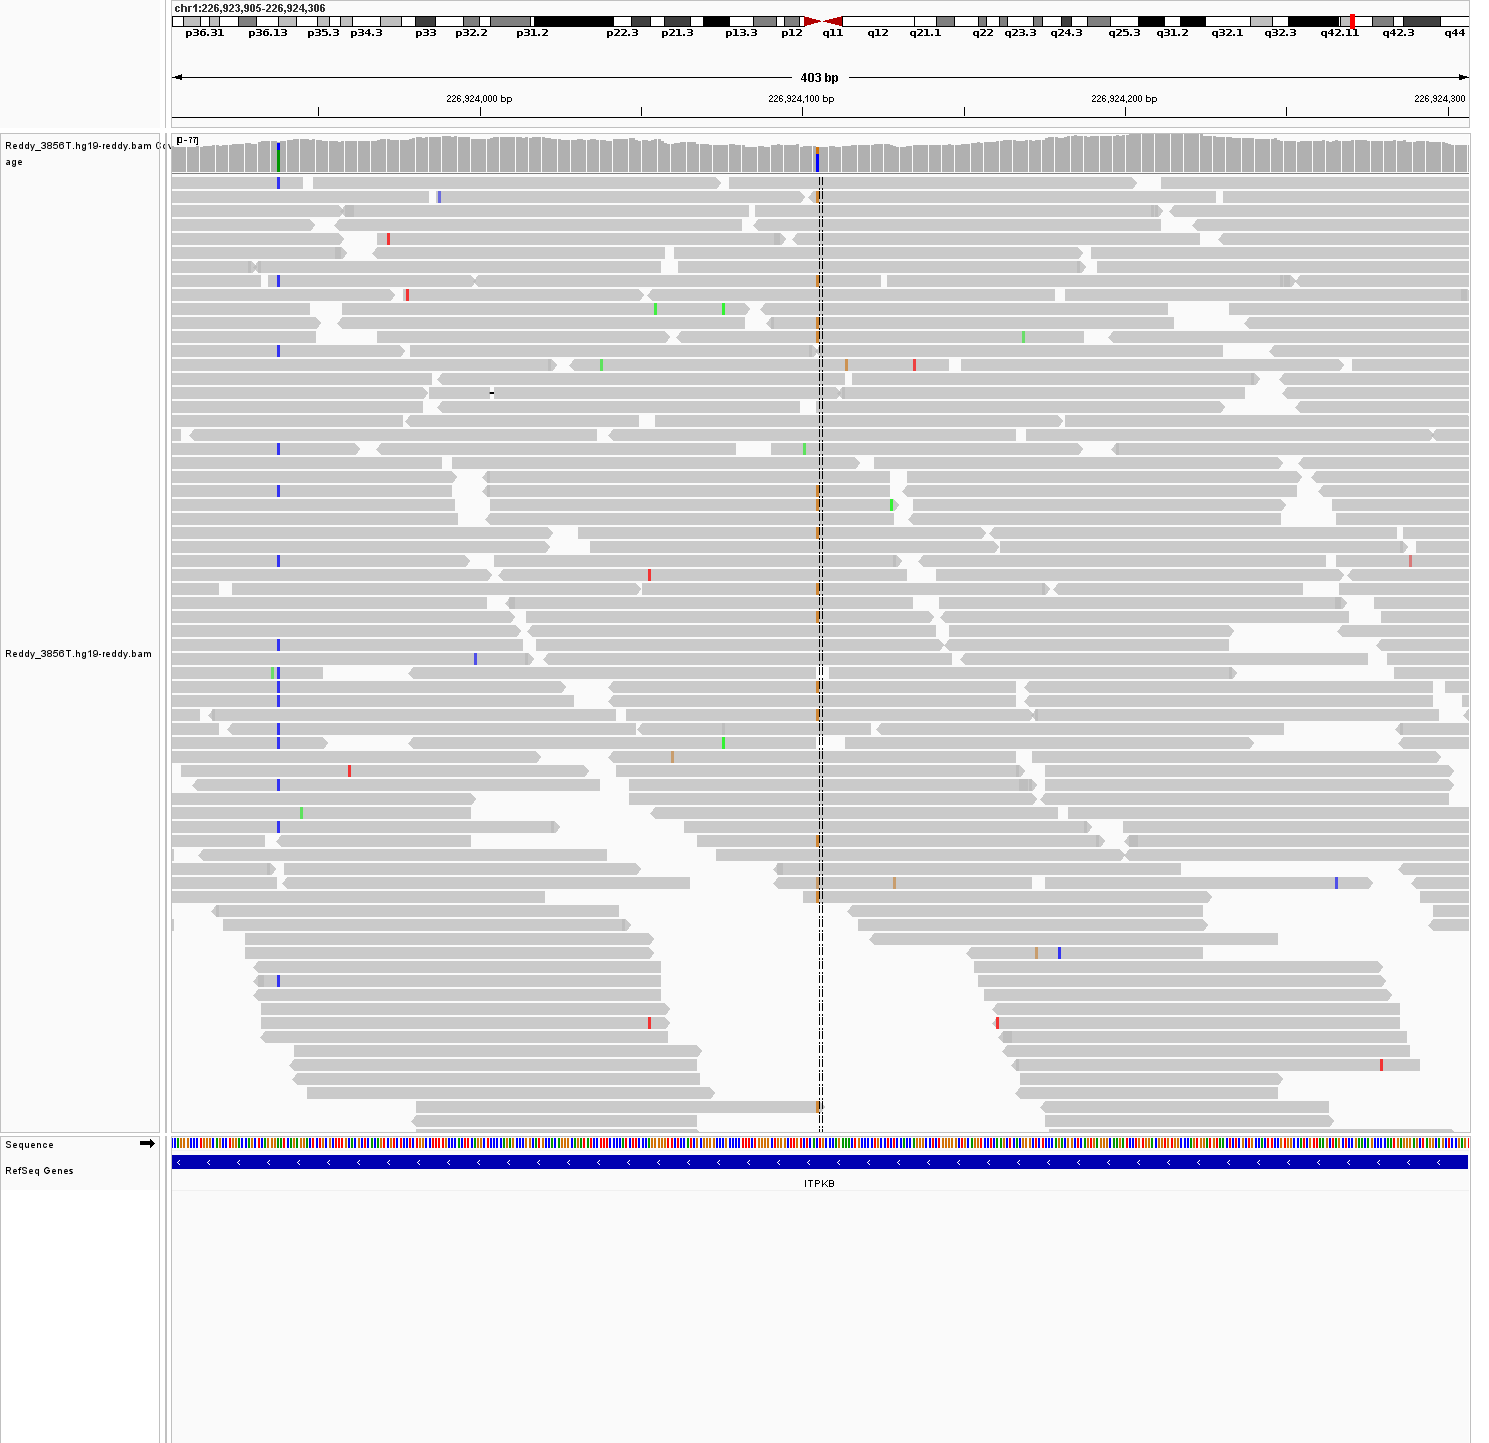 chr1:226,923,905-226,924,306
p36.31 p36.13 p35.3 p34.3 p33 p32.2 p31.2 p22.3 p21.3 p13.3 p12 q11 q12 q21.1 q22 q23.3 q24.3 q25.3 q31.2 q32.1 q32.3 q42.11 q42.3 q44
403 bp
226,924,000 bp 226,924,100 bp 226,924,200 bp 226,924,300
[0-77]
Reddy_3856T.hg19-reddy.bam Cov
age
Reddy_3856T.hg19-reddy.bam
Sequence
RefSeq Genes
ITPKB